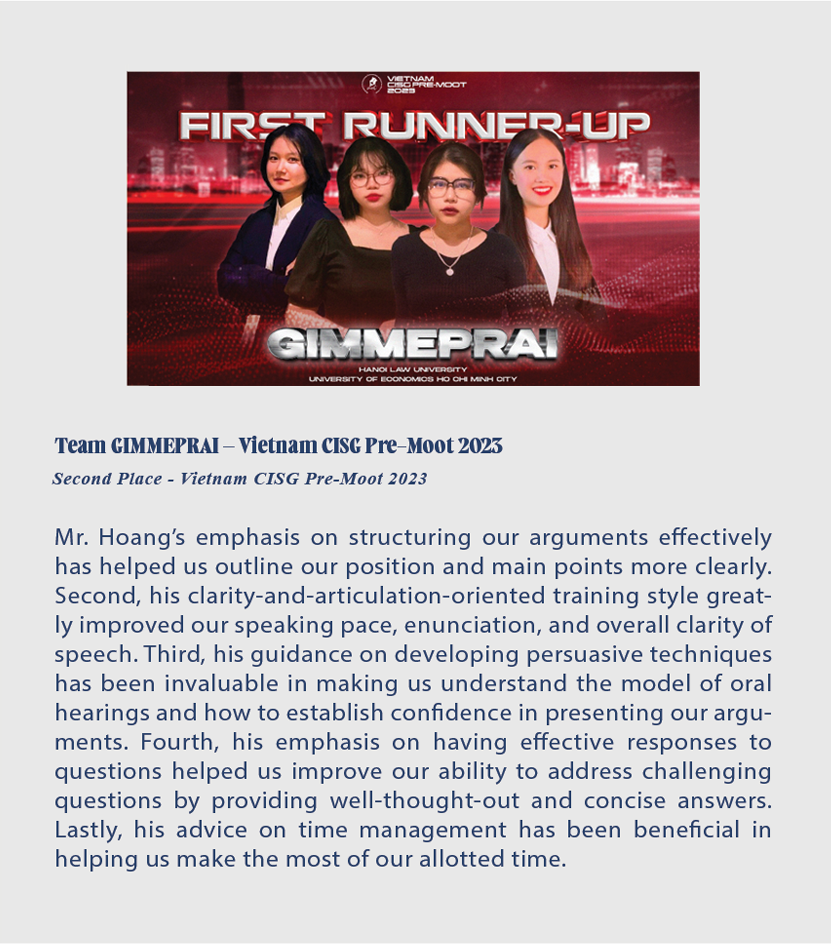 VIETNAM
CISG PRE-MOOT
2023
FIRST RUNNER-UP
GIMMEPRAI
HANOI LAW UNIVERSITY
UNIVERSITY OF ECONOMICS HO CHI MINH CITY
Team GIMMEPRAI – Vietnam CISG Pre–Moot 2023
Second Place - Vietnam CISG Pre-Moot 2023
Mr. Hoang’s emphasis on structuring our arguments effectively
has helped us outline our position and main points more clearly.
Second, his clarity-and-articulation-oriented training style great-
ly improved our speaking pace, enunciation, and overall clarity of
speech. Third, his guidance on developing persuasive techniques
has been invaluable in making us understand the model of oral
hearings and how to establish confidence in presenting our argu-
ments. Fourth, his emphasis on having effective responses to
questions helped us improve our ability to address challenging
questions by providing well-thought-out and concise answers.
Lastly, his advice on time management has been beneficial in
helping us make the most of our allotted time.